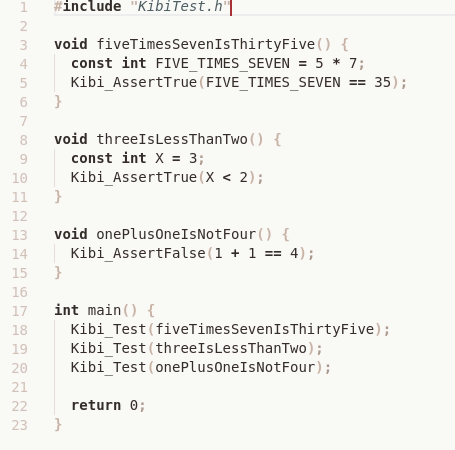 1 #include "KibiTest.h"
2
3 void fiveTimesSevenIsThirtyFive() {
4   const int FIVE_TIMES_SEVEN = 5 * 7;
5   Kibi_AssertTrue(FIVE_TIMES_SEVEN == 35);
6 }
7
8 void threeIsLessThanTwo() {
9   const int X = 3;
10   Kibi_AssertTrue(X < 2);
11 }
12
13 void onePlusOneIsNotFour() {
14   Kibi_AssertFalse(1 + 1 == 4);
15 }
16
17 int main() {
18   Kibi_Test(fiveTimesSevenIsThirtyFive);
19   Kibi_Test(threeIsLessThanTwo);
20   Kibi_Test(onePlusOneIsNotFour);
21
22   return 0;
23 }